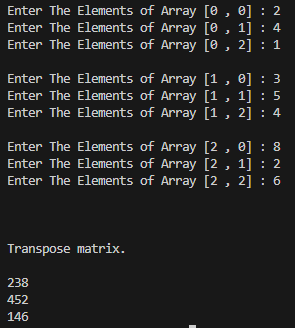 Enter The Elements of Array [0 , 0] : 2
Enter The Elements of Array [0 , 1] : 4
Enter The Elements of Array [0 , 2] : 1
Enter The Elements of Array [1 , 0] : 3
Enter The Elements of Array [1 , 1] : 5
Enter The Elements of Array [1 , 2] : 4
Enter The Elements of Array [2 , 0] : 8
Enter The Elements of Array [2 , 1] : 2
Enter The Elements of Array [2 , 2] : 6
Transpose matrix.
238
452
146